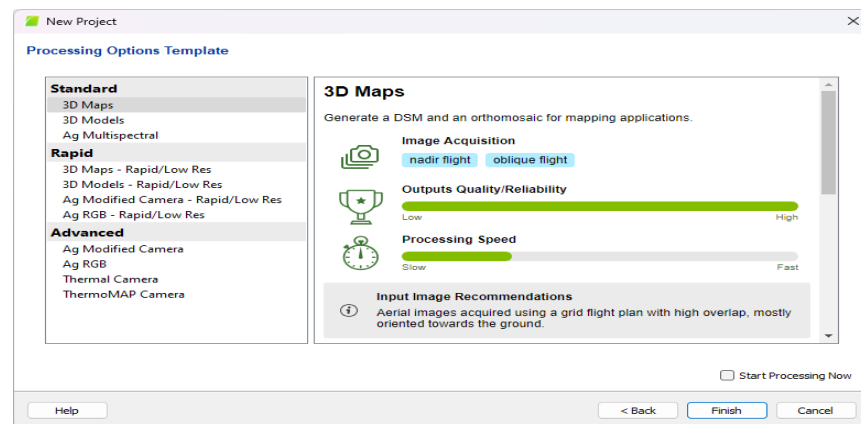 New Project
Processing Options Template
Standard
3D Maps
3D Models
Ag Multispectral
Rapid
3D Maps - Rapid/Low Res
3D Models - Rapid/Low Res
Ag Modified Camera - Rapid/Low Res
Ag RGB - Rapid/Low Res
Advanced
Ag Modified Camera
Ag RGB
Thermal Camera
ThermoMAP Camera
3D Maps
Generate a DSM and an orthomosaic for mapping applications.
Image Acquisition
nadir flight oblique flight
Outputs Quality/Reliability
Low High
Processing Speed
Slow Fast
Input Image Recommendations
Aerial images acquired using a grid flight plan with high overlap, mostly
oriented towards the ground.
Start Processing Now
Help < Back Finish Cancel